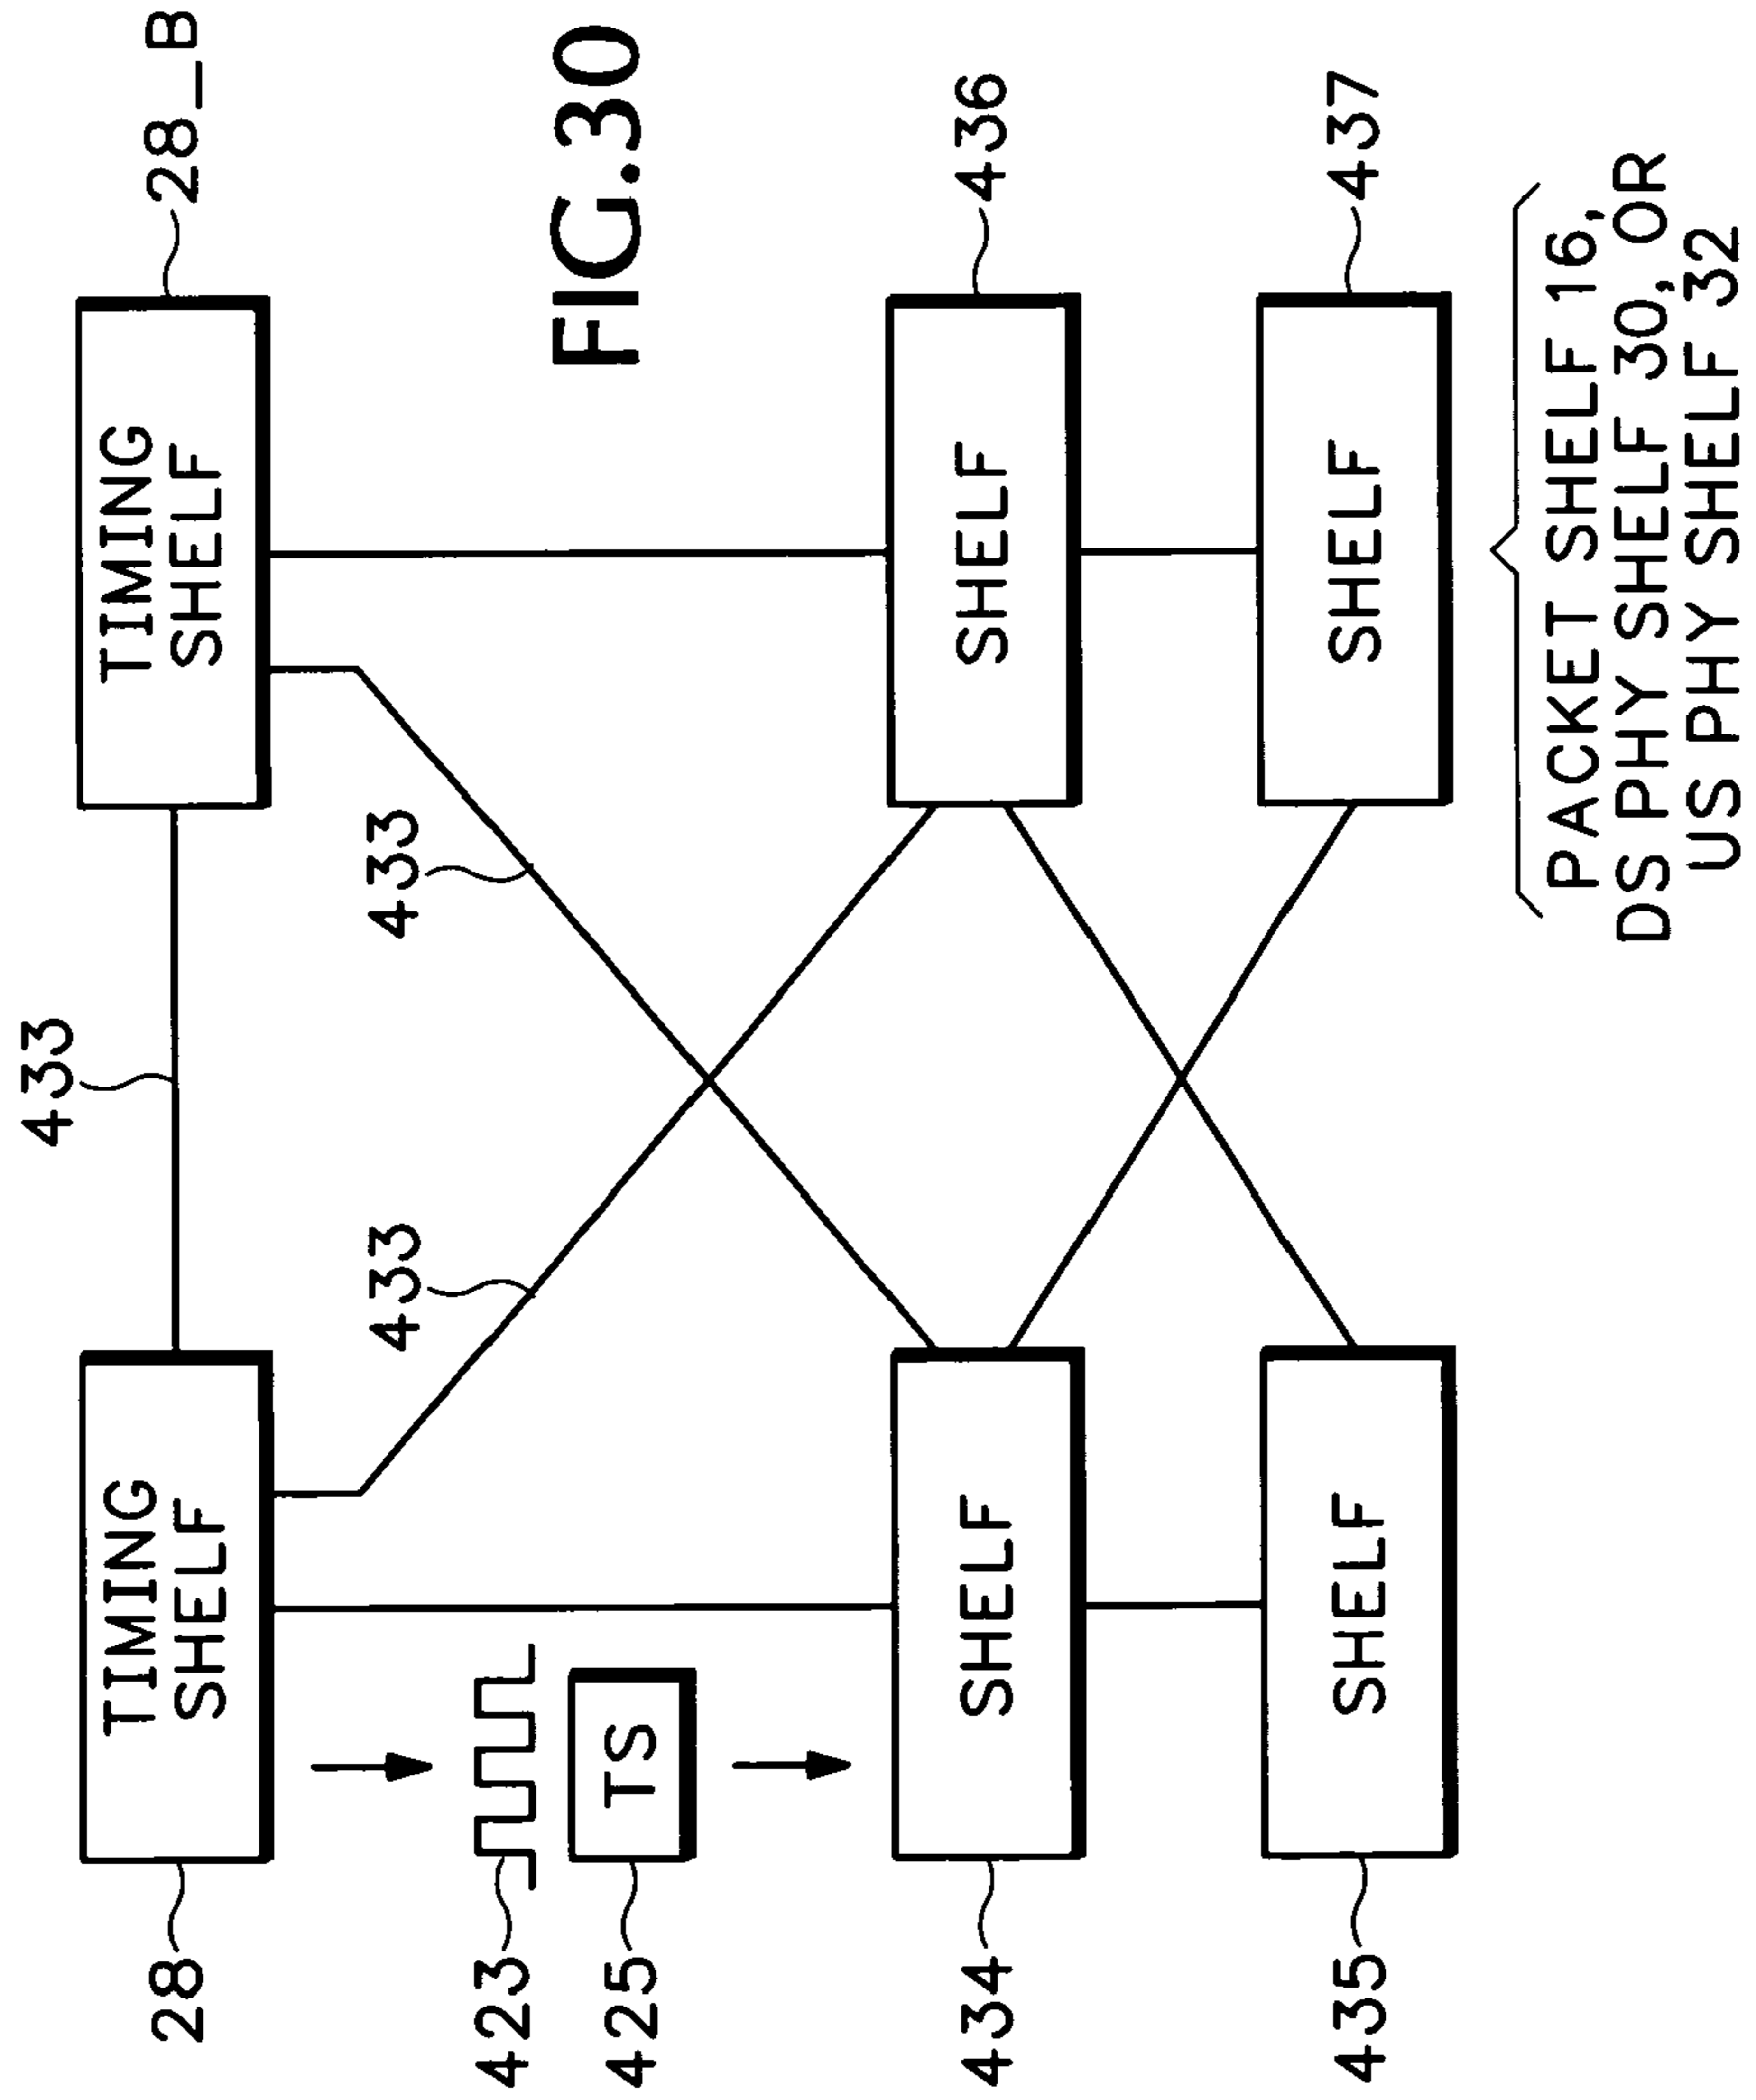 433
28
TIMING
SHELF
TIMING
SHELF
28_B
433
433
423
425
TS
FIG.30
434
SHELF
SHELF
436
435
SHELF
SHELF
437
PACKET SHELF 16,
DS PHY SHELF 30, OR
US PHY SHELF 32